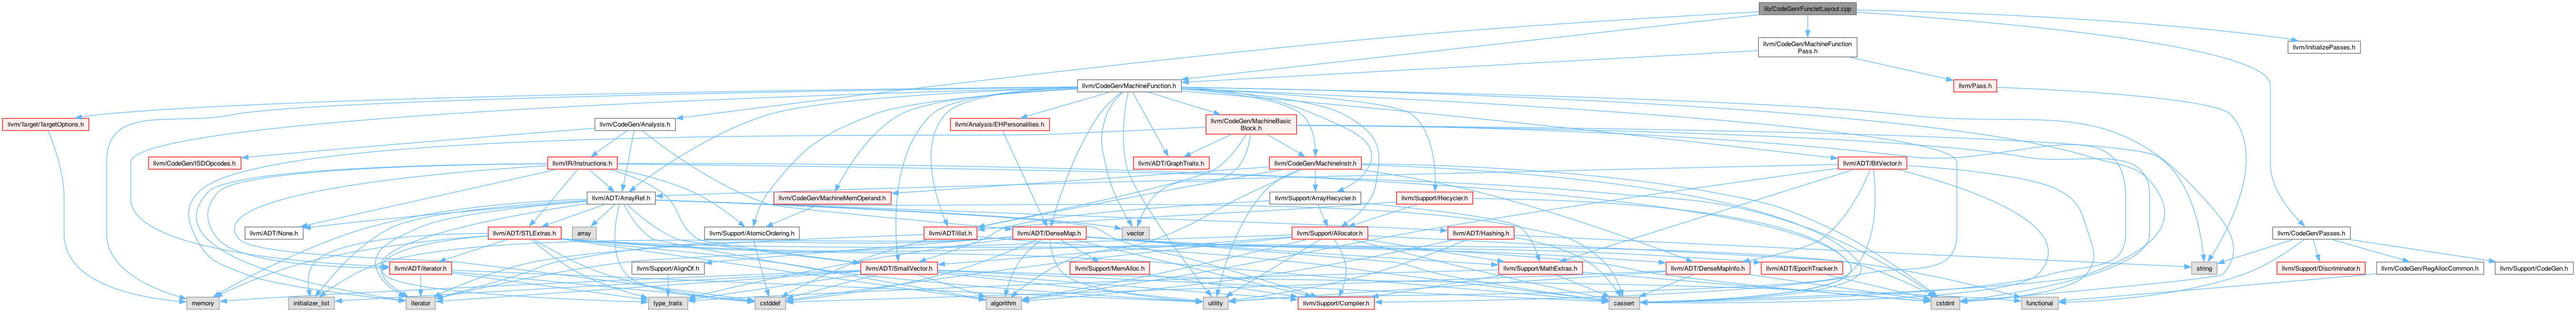 lib/CodeGen/FuncletLayout.cpp
llvm/CodeGen/MachineFunction
Pass.h
llvm/InitializePasses.h
llvm/CodeGen/MachineFunction.h
llvm/Pass.h
llvm/Target/TargetOptions.h
llvm/CodeGen/Analysis.h
llvm/Analysis/EHPersonalities.h
llvm/CodeGen/MachineBasic
Block.h
llvm/CodeGen/ISDOpcodes.h
llvm/IR/Instructions.h
llvm/ADT/GraphTraits.h
llvm/CodeGen/MachineInstr.h
llvm/ADT/BitVector.h
llvm/ADT/ArrayRef.h
llvm/CodeGen/MachineMemOperand.h
llvm/Support/ArrayRecycler.h
llvm/Support/Recycler.h
llvm/ADT/None.h
llvm/ADT/STLExtras.h
array
llvm/Support/AtomicOrdering.h
llvm/ADT/ilist.h
llvm/ADT/DenseMap.h
vector
llvm/Support/Allocator.h
llvm/ADT/Hashing.h
llvm/CodeGen/Passes.h
llvm/ADT/iterator.h
llvm/Support/AlignOf.h
llvm/ADT/SmallVector.h
llvm/Support/MemAlloc.h
llvm/Support/MathExtras.h
llvm/ADT/DenseMapInfo.h
llvm/ADT/EpochTracker.h
string
llvm/Support/Discriminator.h
llvm/CodeGen/RegAllocCommon.h
llvm/Support/CodeGen.h
memory
initializer_list
iterator
type_traits
cstddef
algorithm
utility
llvm/Support/Compiler.h
cassert
cstdint
functional